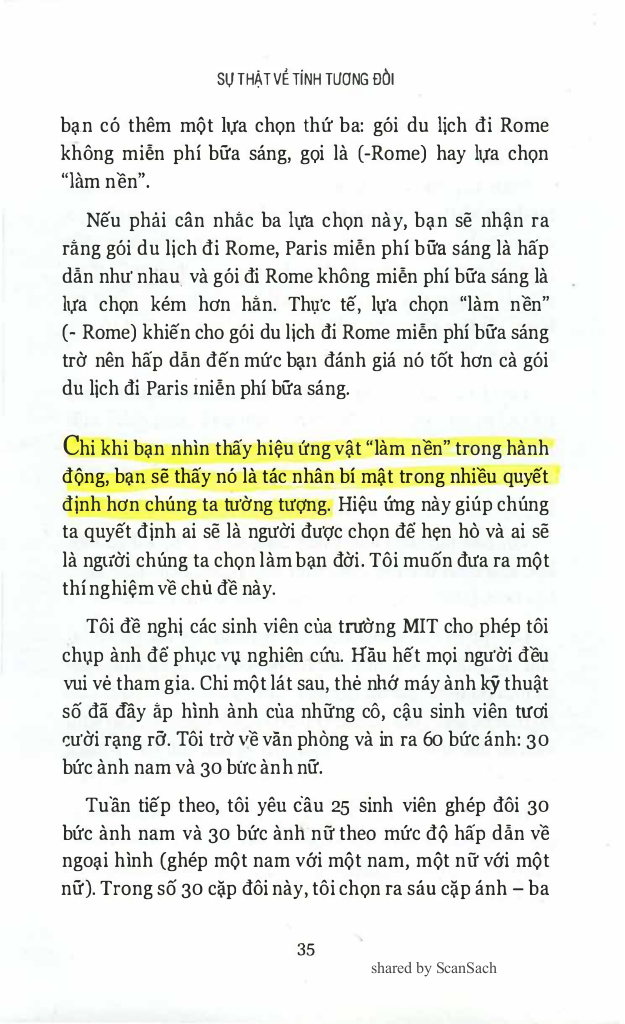 SỰ THẬT VỀ TÍNH TƯƠNG ĐỐI
bạn có thêm một lựa chọn thứ ba: gói du lịch đi Rome
không miễn phí bữa sáng, gọi là (-Rome) hay lựa chọn
“làm nền”.
Nếu phải cân nhắc ba lựa chọn này, bạn sẽ nhận ra
rằng gói du lịch đi Rome, Paris miễn phí bữa sáng là hấp
dẫn như nhau và gói đi Rome không miễn phí bữa sáng là
lựa chọn kém hơn hẳn. Thực tế, lựa chọn “làm nền”
(- Rome) khiến cho gói du lịch đi Rome miễn phí bữa sáng
trở nên hấp dẫn đến mức bạn đánh giá nó tốt hơn cả gói
du lịch đi Paris miễn phí bữa sáng.
Chỉ khi bạn nhìn thấy hiệu ứng vật “làm nền” trong hành
động, bạn sẽ thấy nó là tác nhân bí mật trong nhiều quyết
định hơn chúng ta tưởng tượng. Hiệu ứng này giúp chúng
ta quyết định ai sẽ là người được chọn để hẹn hò và ai sẽ
là người chúng ta chọn làm bạn đời. Tôi muốn đưa ra một
thí nghiệm về chủ đề này.
Tôi đề nghị các sinh viên của trường MIT cho phép tôi
chụp ảnh để phục vụ nghiên cứu. Hầu hết mọi người đều
vui vẻ tham gia. Chỉ một lát sau, thẻ nhớ máy ảnh kỹ thuật
số đã đầy ắp hình ảnh của những cô, cậu sinh viên tươi
cười rạng rỡ. Tôi trở về văn phòng và in ra 60 bức ảnh: 30
bức ảnh nam và 30 bức ảnh nữ.
Tuần tiếp theo, tôi yêu cầu 25 sinh viên ghép đôi 30
bức ảnh nam và 30 bức ảnh nữ theo mức độ hấp dẫn về
ngoại hình (ghép một nam với một nam, một nữ với một
nữ). Trong số 30 cặp đôi này, tôi chọn ra sáu cặp ảnh – ba
35
shared by ScanSach